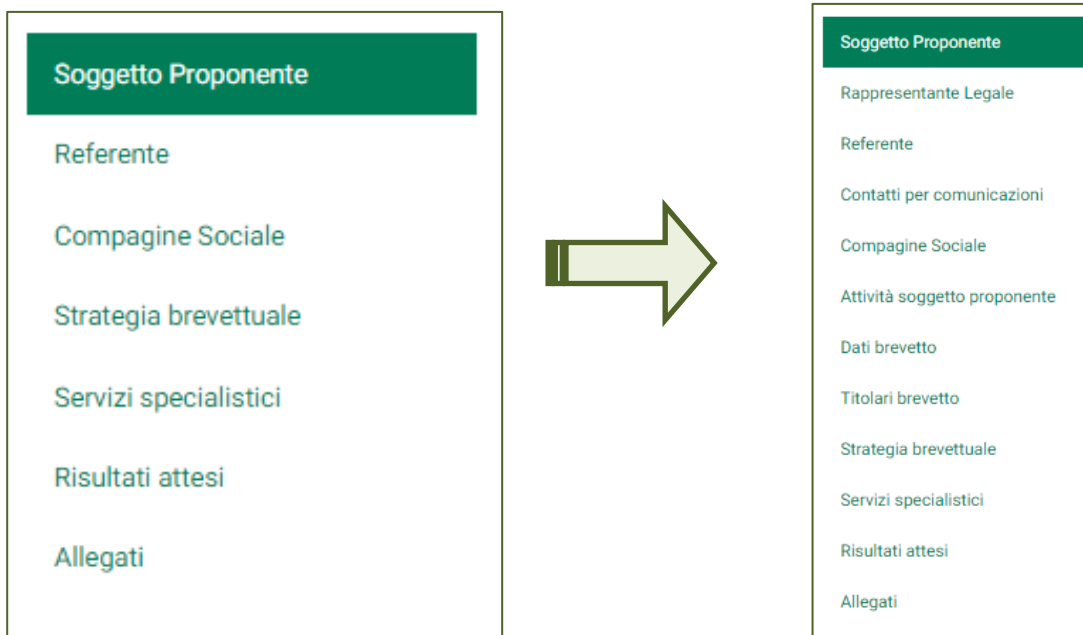 Soggetto Proponente
Referente
Compagine Sociale
Strategia brevettuale
Servizi specialistici
Risultati attesi
Allegati
Soggetto Proponente
Rappresentante Legale
Referente
Contatti per comunicazioni
Compagine Sociale
Attività soggetto proponente
Dati brevetto
Titolari brevetto
Strategia brevettuale
Servizi specialistici
Risultati attesi
Allegati